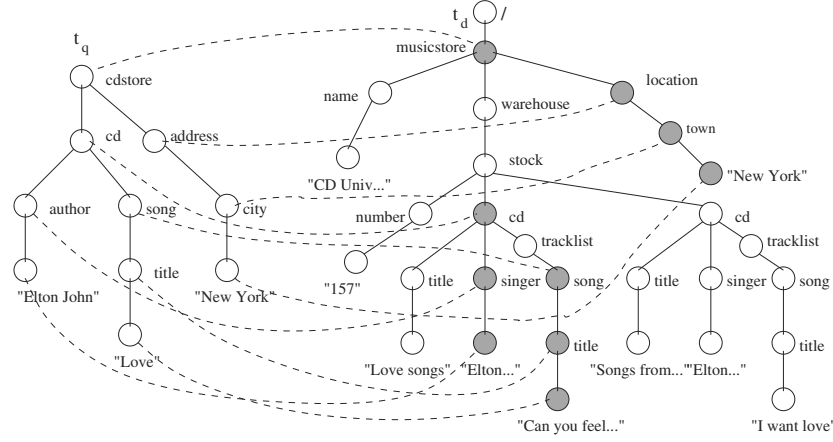 t_d /
t_q
musicstore
cdstore
location
name
warehouse
town
cd
address
stock
"CD Univ..."
"New York"
author
song
city
number
cd
cd
tracklist
tracklist
title
"157"
title
singer
song
title
singer
song
"Elton John"
"New York"
title
title
"Love"
"Love songs"
"Elton..."
"Songs from..."
"Elton..."
"Can you feel..."
"I want love"